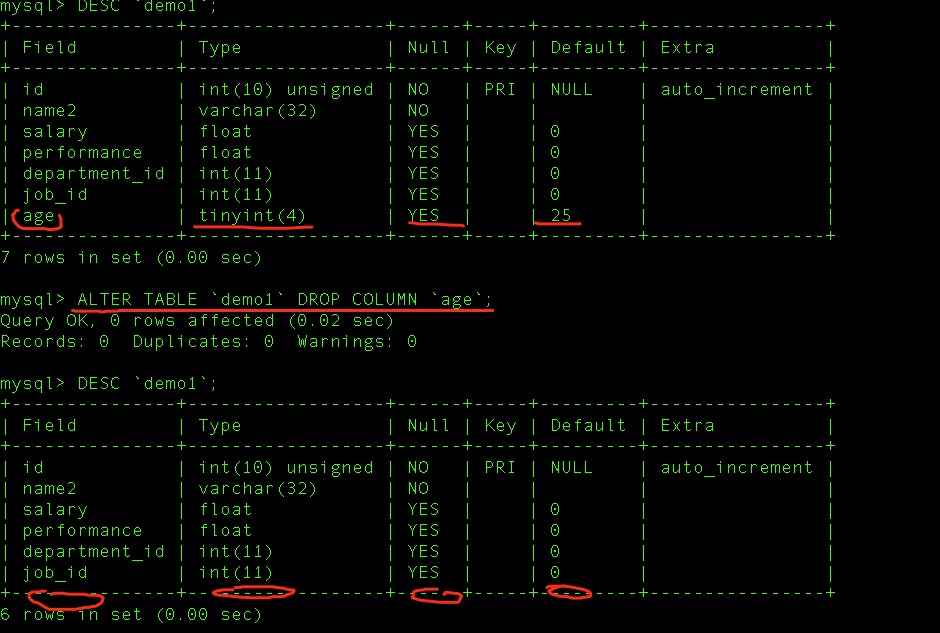 mysql> DESC `demo1`;
+---------------+-------------------+------+-----+---------+----------------+
| Field | Type | Null | Key | Default | Extra |
+---------------+-------------------+------+-----+---------+----------------+
| id | int(10) unsigned | NO | PRI | NULL | auto_increment |
| name2 | varchar(32) | NO | | | |
| salary | float | YES | | 0 | |
| performance | float | YES | | 0 | |
| department_id | int(11) | YES | | 0 | |
| job_id | int(11) | YES | | 0 | |
| age | tinyint(4) | YES | | 25 | |
+---------------+-------------------+------+-----+---------+----------------+
7 rows in set (0.00 sec)
mysql> ALTER TABLE `demo1` DROP COLUMN `age`;
Query OK, 0 rows affected (0.02 sec)
Records: 0 Duplicates: 0 Warnings: 0
mysql> DESC `demo1`;
+---------------+-------------------+------+-----+---------+----------------+
| Field | Type | Null | Key | Default | Extra |
+---------------+-------------------+------+-----+---------+----------------+
| id | int(10) unsigned | NO | PRI | NULL | auto_increment |
| name2 | varchar(32) | NO | | | |
| salary | float | YES | | 0 | |
| performance | float | YES | | 0 | |
| department_id | int(11) | YES | | 0 | |
| job_id | int(11) | YES | | 0 | |
+---------------+-------------------+------+-----+---------+----------------+
6 rows in set (0.00 sec)